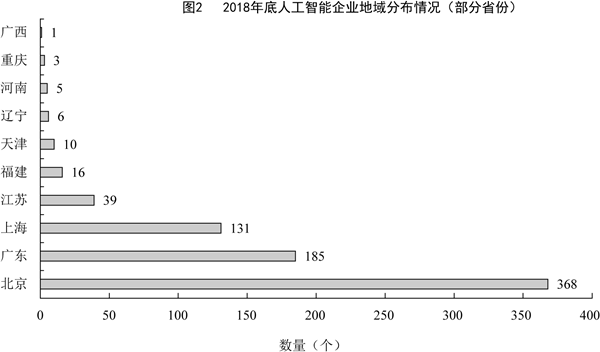 图2 2018年底人工智能企业地域分布情况（部分省份）
广西 1
重庆 3
河南 5
辽宁 6
天津 10
福建 16
江苏 39
上海 131
广东 185
北京 368
0 50 100 150 200 250 300 350 400
数量（个）